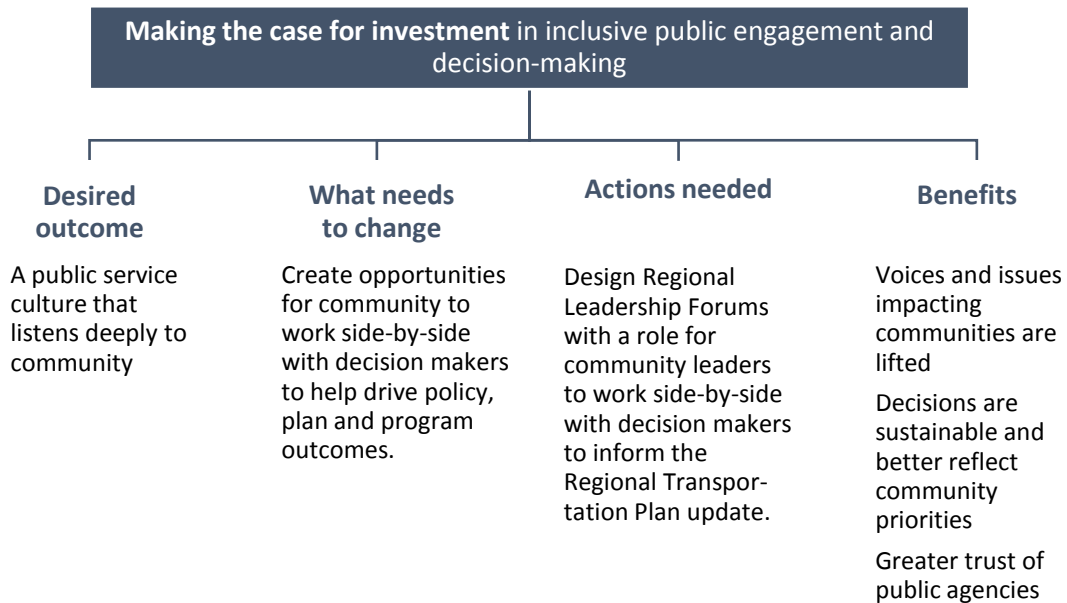 Making the case for investment in inclusive public engagement and
decision-making
Desired
outcome
A public service
culture that
listens deeply to
community
What needs
to change
Create opportunities
for community to
work side-by-side
with decision makers
to help drive policy,
plan and program
outcomes.
Actions needed
Design Regional
Leadership Forums
with a role for
community leaders
to work side-by-side
with decision makers
to inform the
Regional Transpor-
tation Plan update.
Benefits
Voices and issues
impacting
communities are
lifted
Decisions are
sustainable and
better reflect
community
priorities
Greater trust of
public agencies